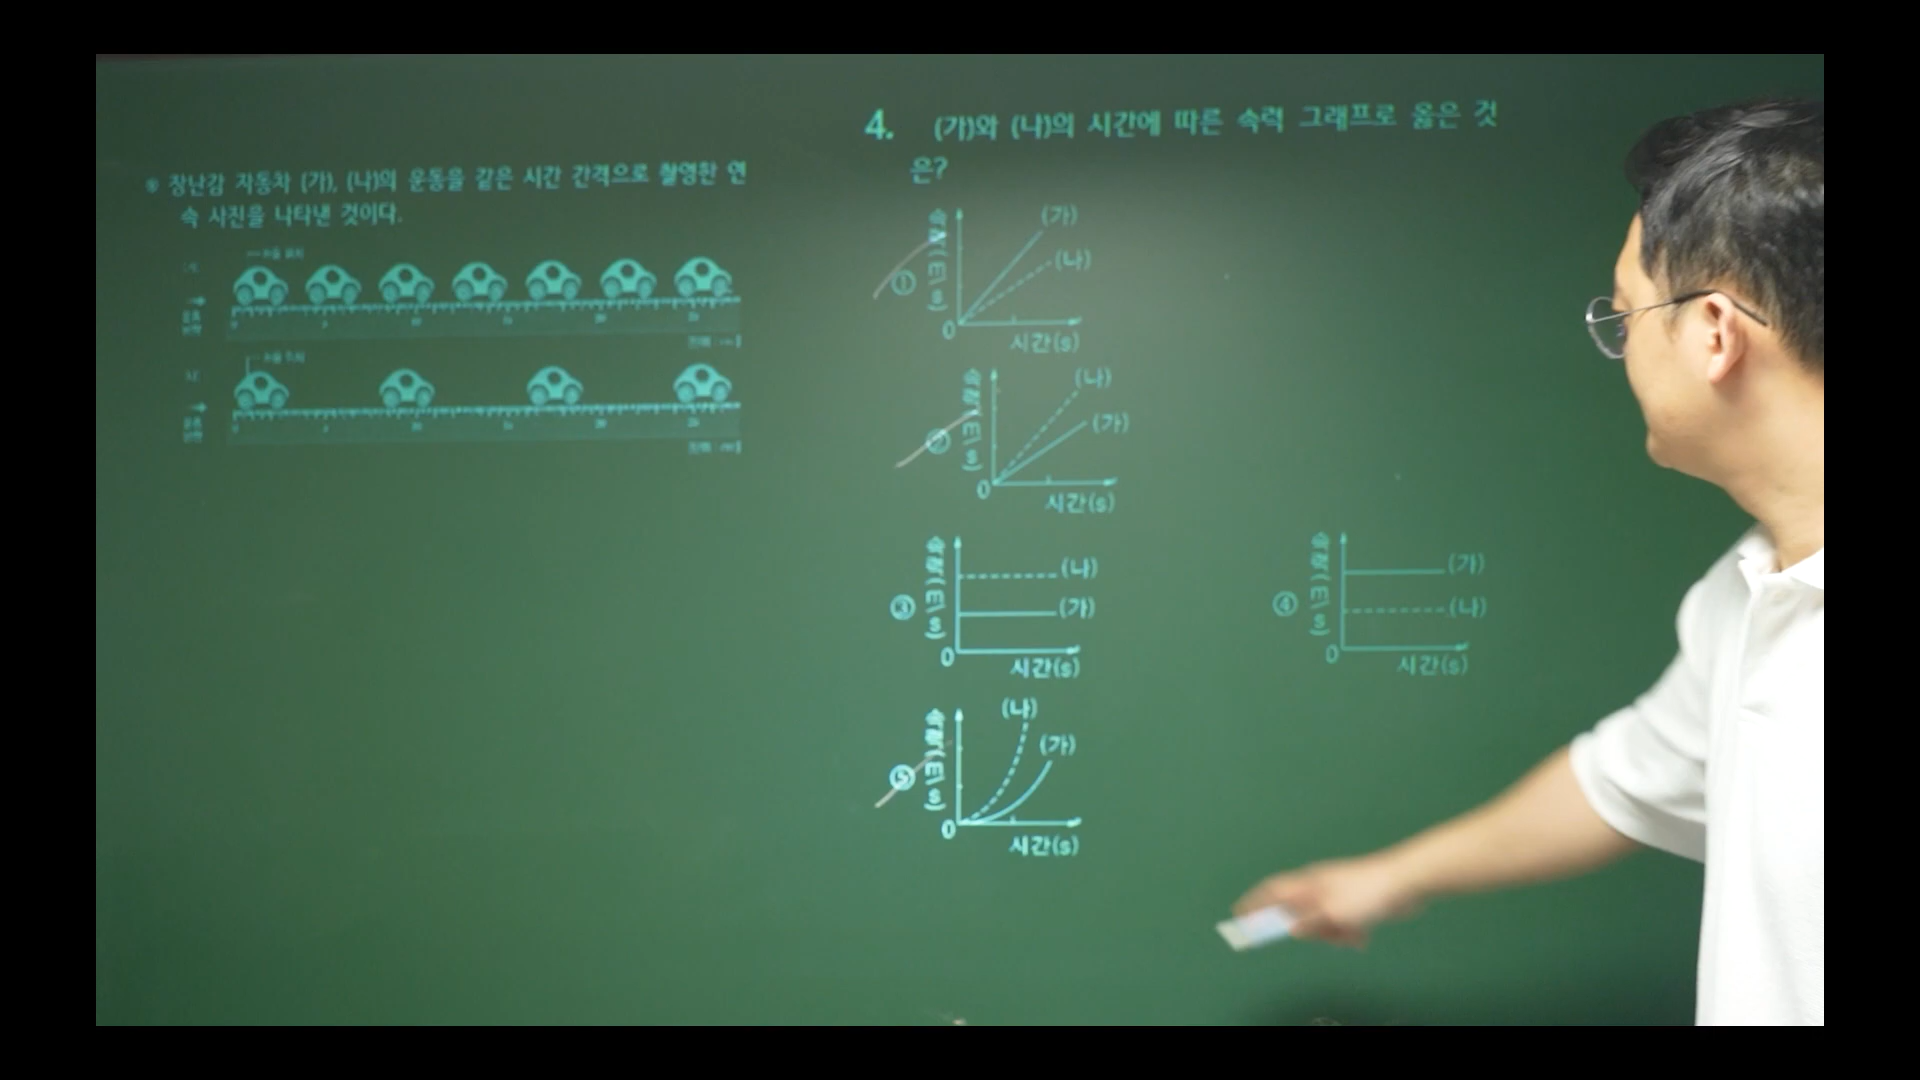 장난감 자동차 (가), (나)의 운동을 같은 시간 간격으로 촬영한 연
속 사진을 나타낸 것이다.
4. (가)와 (나)의 시간에 따른 속력 그래프로 옳은 것
은?
①
속력(m/s)
(가)
(나)
0
시간(s)
②
속력(m/s)
(나)
(가)
0
시간(s)
③
속력(m/s)
(나)
(가)
0
시간(s)
④
속력(m/s)
(가)
(나)
0
시간(s)
⑤
속력(m/s)
(나)
(가)
0
시간(s)